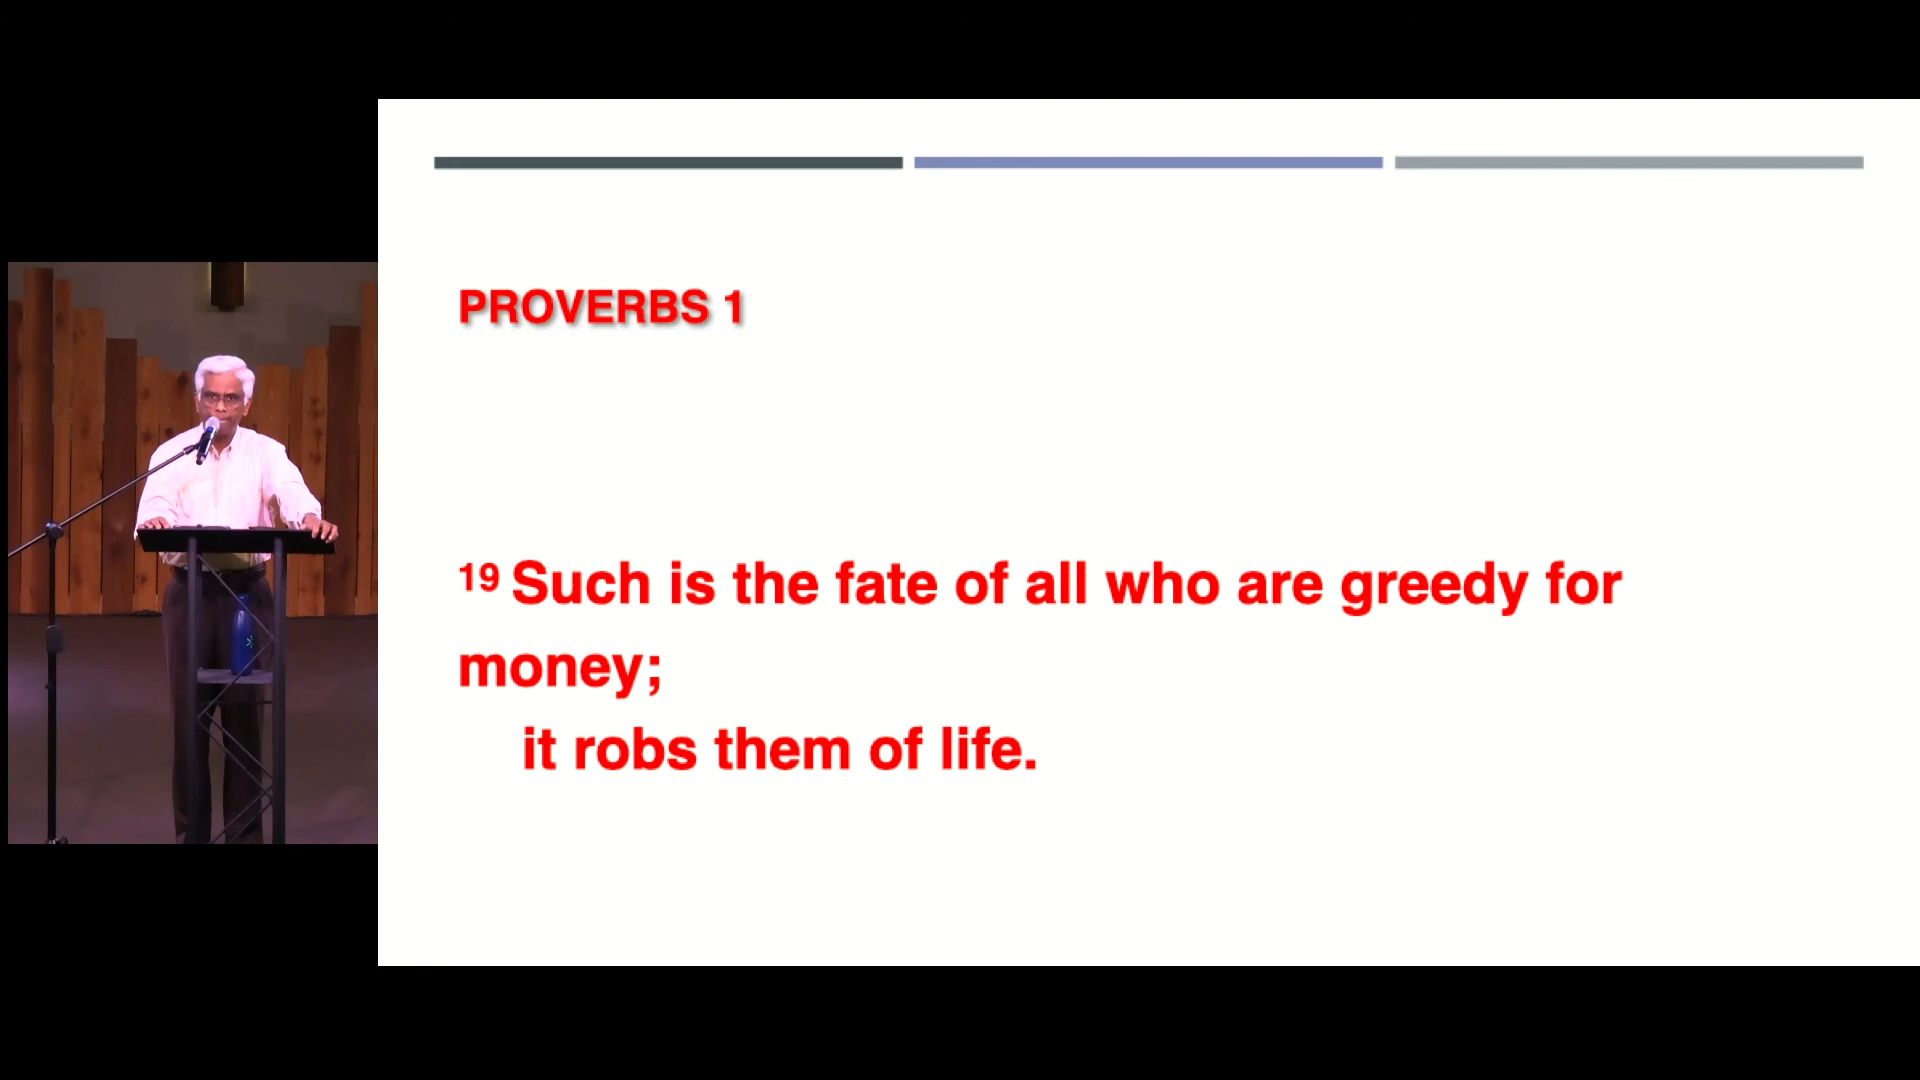 PROVERBS 1
19 Such is the fate of all who are greedy for
money;
it robs them of life.